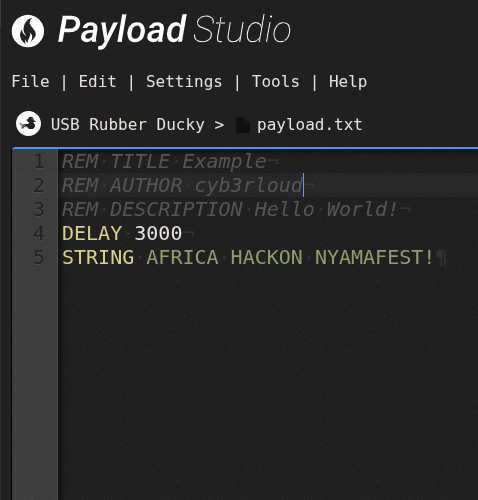 Payload Studio
File | Edit | Settings | Tools | Help
USB Rubber Ducky > payload.txt
1 REM TITLE Example
2 REM AUTHOR cyb3rloud
3 REM DESCRIPTION Hello World!
4 DELAY 3000
5 STRING AFRICA HACKON NYAMAFEST!